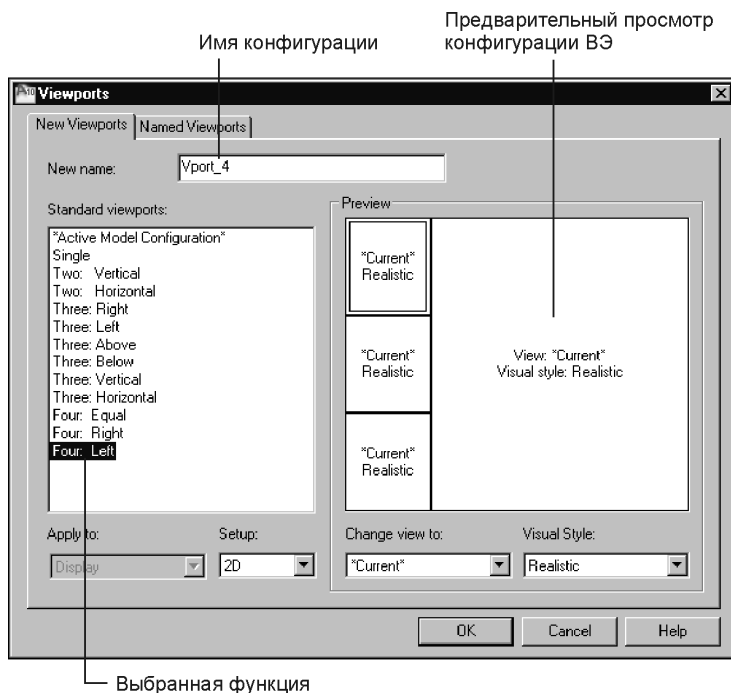 Предварительный просмотр
конфигурации ВЭ
Имя конфигурации
Viewports
New Viewports
Named Viewports
New name:
Vport_4
Standard viewports:
*Active Model Configuration*
Single
Two: Vertical
Two: Horizontal
Three: Right
Three: Left
Three: Above
Three: Below
Three: Vertical
Three: Horizontal
Four: Equal
Four: Right
Four: Left
Preview
*Current*
Realistic
*Current*
Realistic
*Current*
Realistic
View: *Current*
Visual style: Realistic
Apply to:
Display
Setup:
2D
Change view to:
*Current*
Visual Style:
Realistic
OK
Cancel
Help
Выбранная функция